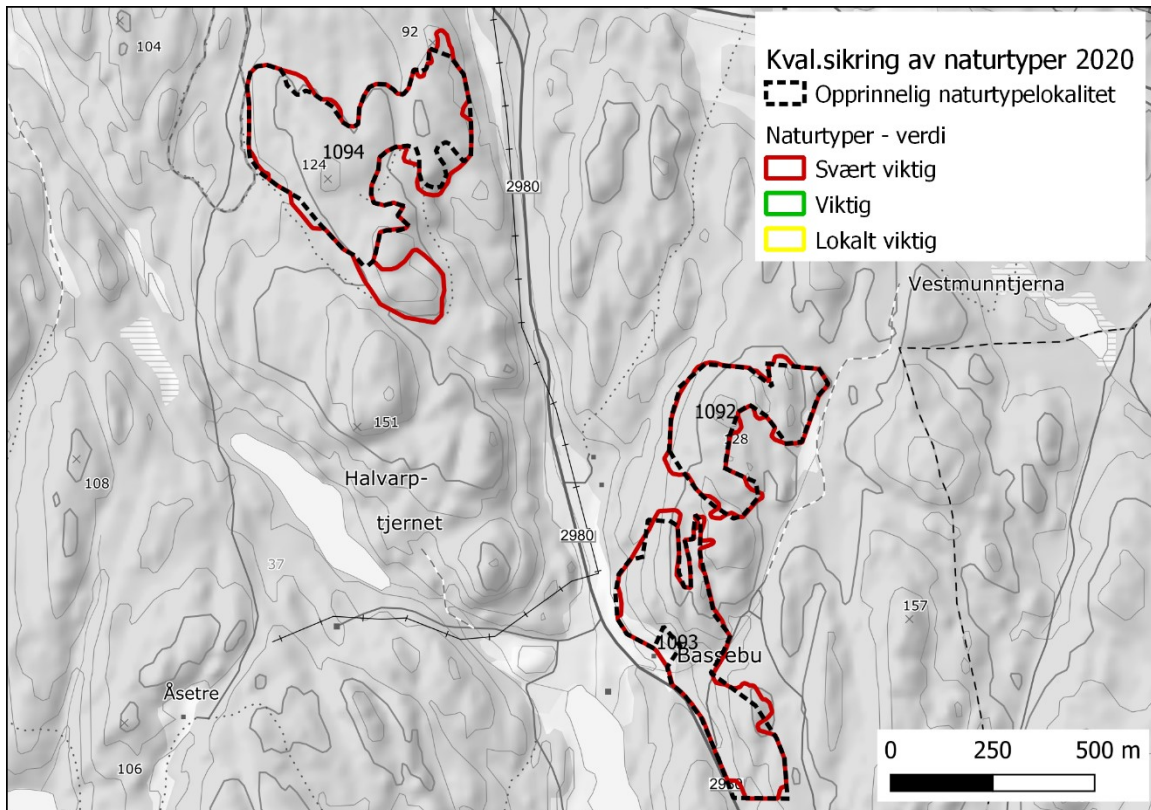 104
92
Kval.sikring av naturtyper 2020
Opprinnelig naturtypelokalitet
Naturtyper - verdi
Svært viktig
Viktig
Lokalt viktig
1094
124
2980
Vestmunntjerna
151
1092
128
Halvarp-
tjernet
108
2980
37
157
1093
Bassebu
Åsetre
106
2980
0 250 500 m